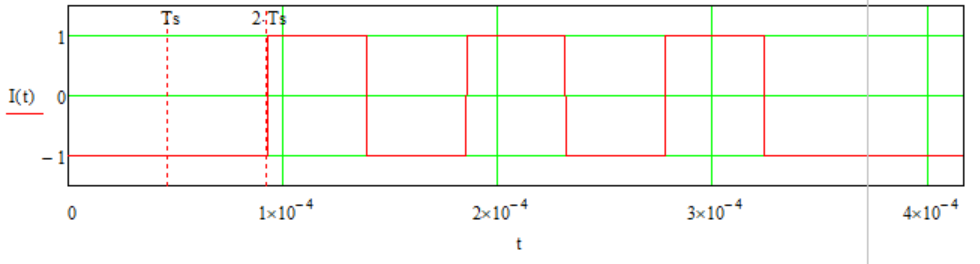 Ts 2·Ts
1
I(t) 0
−1
0 1×10⁻⁴ 2×10⁻⁴ 3×10⁻⁴ 4×10⁻⁴
t